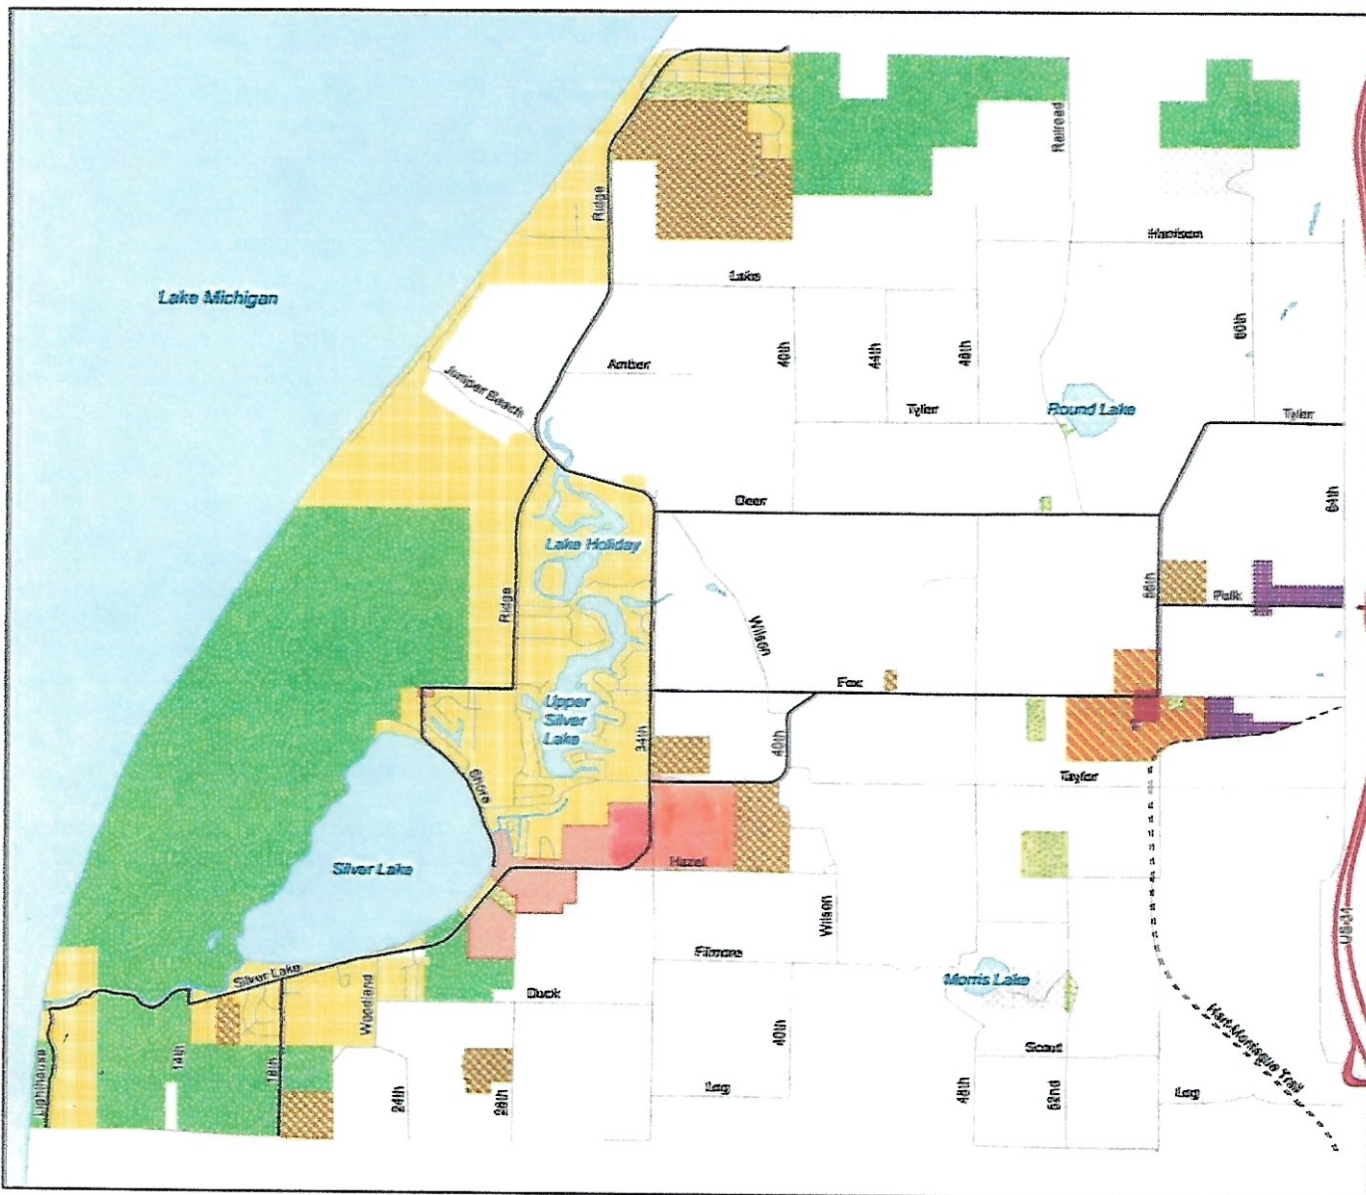 Railroad
Ridge
Harrison
Lake
Lake Michigan
60th
40th
44th
48th
Amber
Juniper Beach
Tyler
Round Lake
Tyler
Deer
64th
Lake Holiday
56th
Polk
Ridge
Wilson
Fox
Upper
Silver
Lake
34th
40th
Shore
Taylor
Silver Lake
Hazel
Wilson
US-31
Filmore
Silver Lake
Woodland
Duck
Morris Lake
40th
Hart-Montague Trail
Scout
Lighthouse
14th
18th
24th
28th
Log
48th
52nd
Log